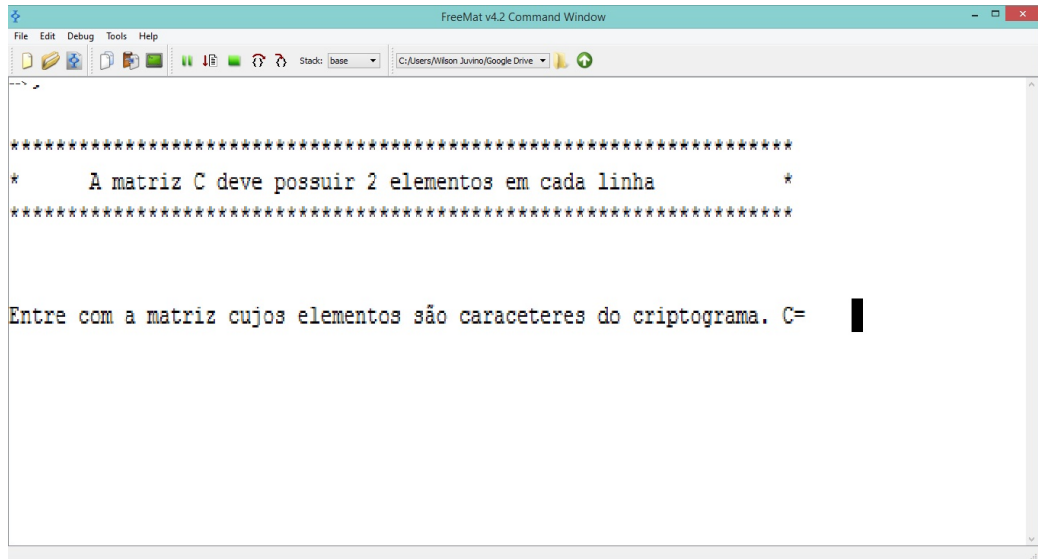 FreeMat v4.2 Command Window
File Edit Debug Tools Help
Stack: base C:/Users/Wilson Juvino/Google Drive
********************************************************************
* A matriz C deve possuir 2 elementos em cada linha *
********************************************************************
Entre com a matriz cujos elementos são caraceteres do criptograma. C=